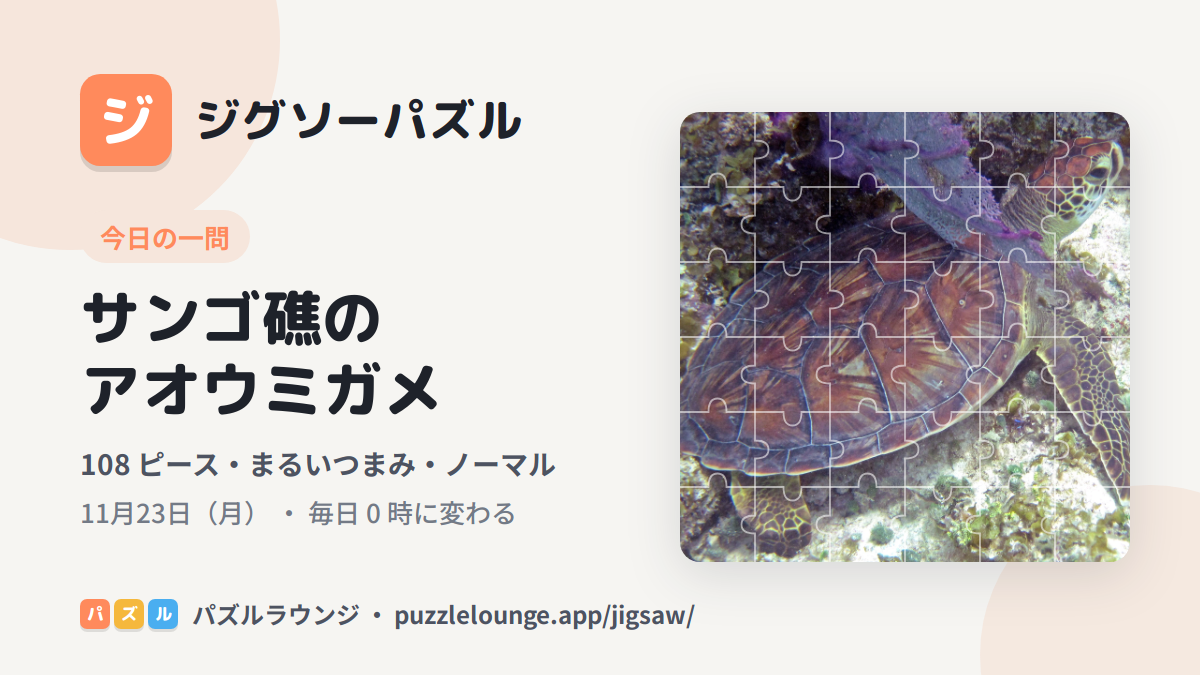 ジ
ジグソーパズル
今日の一問
サンゴ礁の
アオウミガメ
108 ピース・まるいつまみ・ノーマル
11月23日（月） ・ 毎日 0 時に変わる
パズル パズルラウンジ ・ puzzlelounge.app/jigsaw/